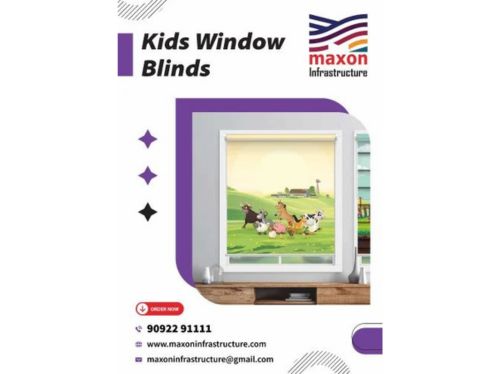 Kids Window
Blinds
maxon
Infrastructure
ORDER NOW
90922 91111
www.maxoninfrastructure.com
maxoninfrastructure@gmail.com